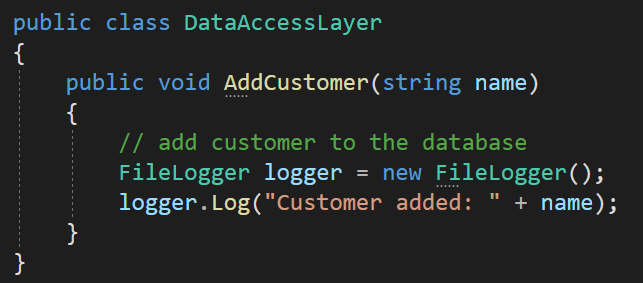 public class DataAccessLayer
{
    public void AddCustomer(string name)
    {
        // add customer to the database
        FileLogger logger = new FileLogger();
        logger.Log("Customer added: " + name);
    }
}